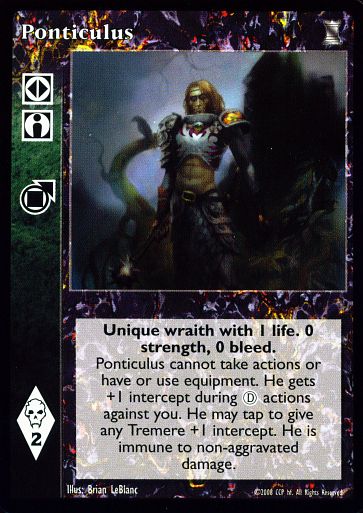 Ponticulus
Unique wraith with 1 life. 0
strength, 0 bleed.
Ponticulus cannot take actions or
have or use equipment. He gets
+1 intercept during Ⓓ actions
against you. He may tap to give
any Tremere +1 intercept. He is
immune to non-aggravated
damage.
2
Illus: Brian LeBlanc
©2008 CCP hf. All Rights Reserved